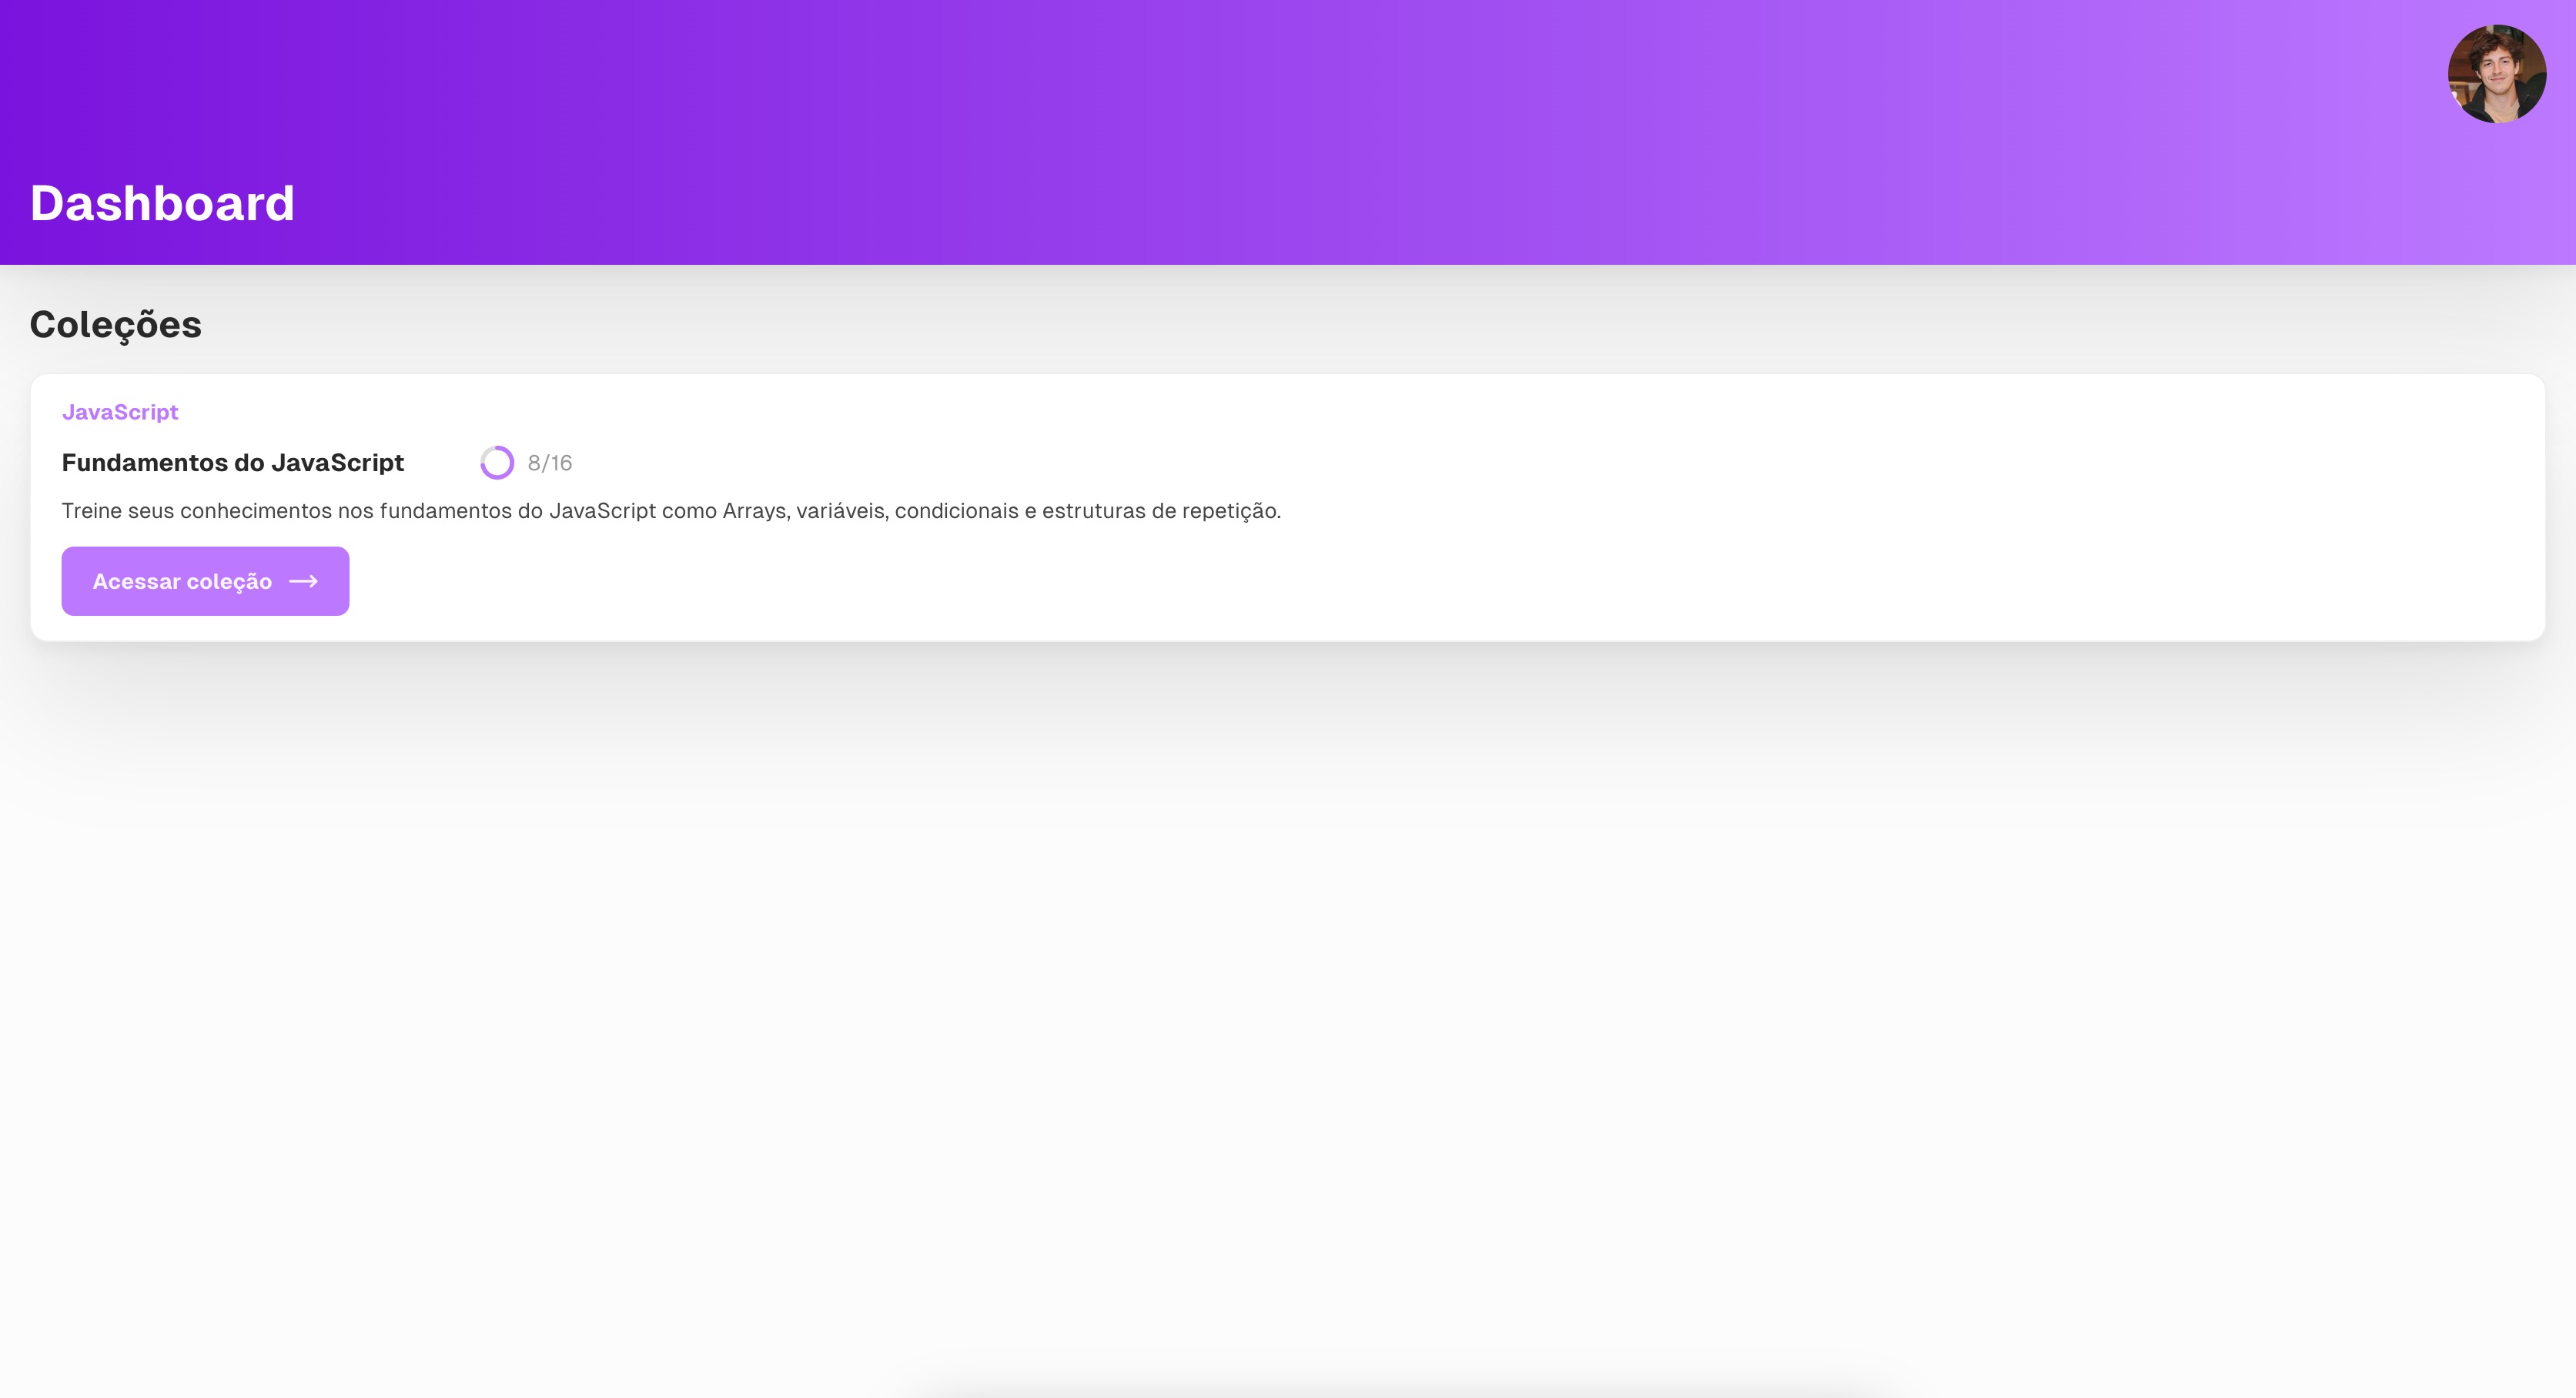 Dashboard
Coleções
JavaScript
Fundamentos do JavaScript 8/16
Treine seus conhecimentos nos fundamentos do JavaScript como Arrays, variáveis, condicionais e estruturas de repetição.
Acessar coleção